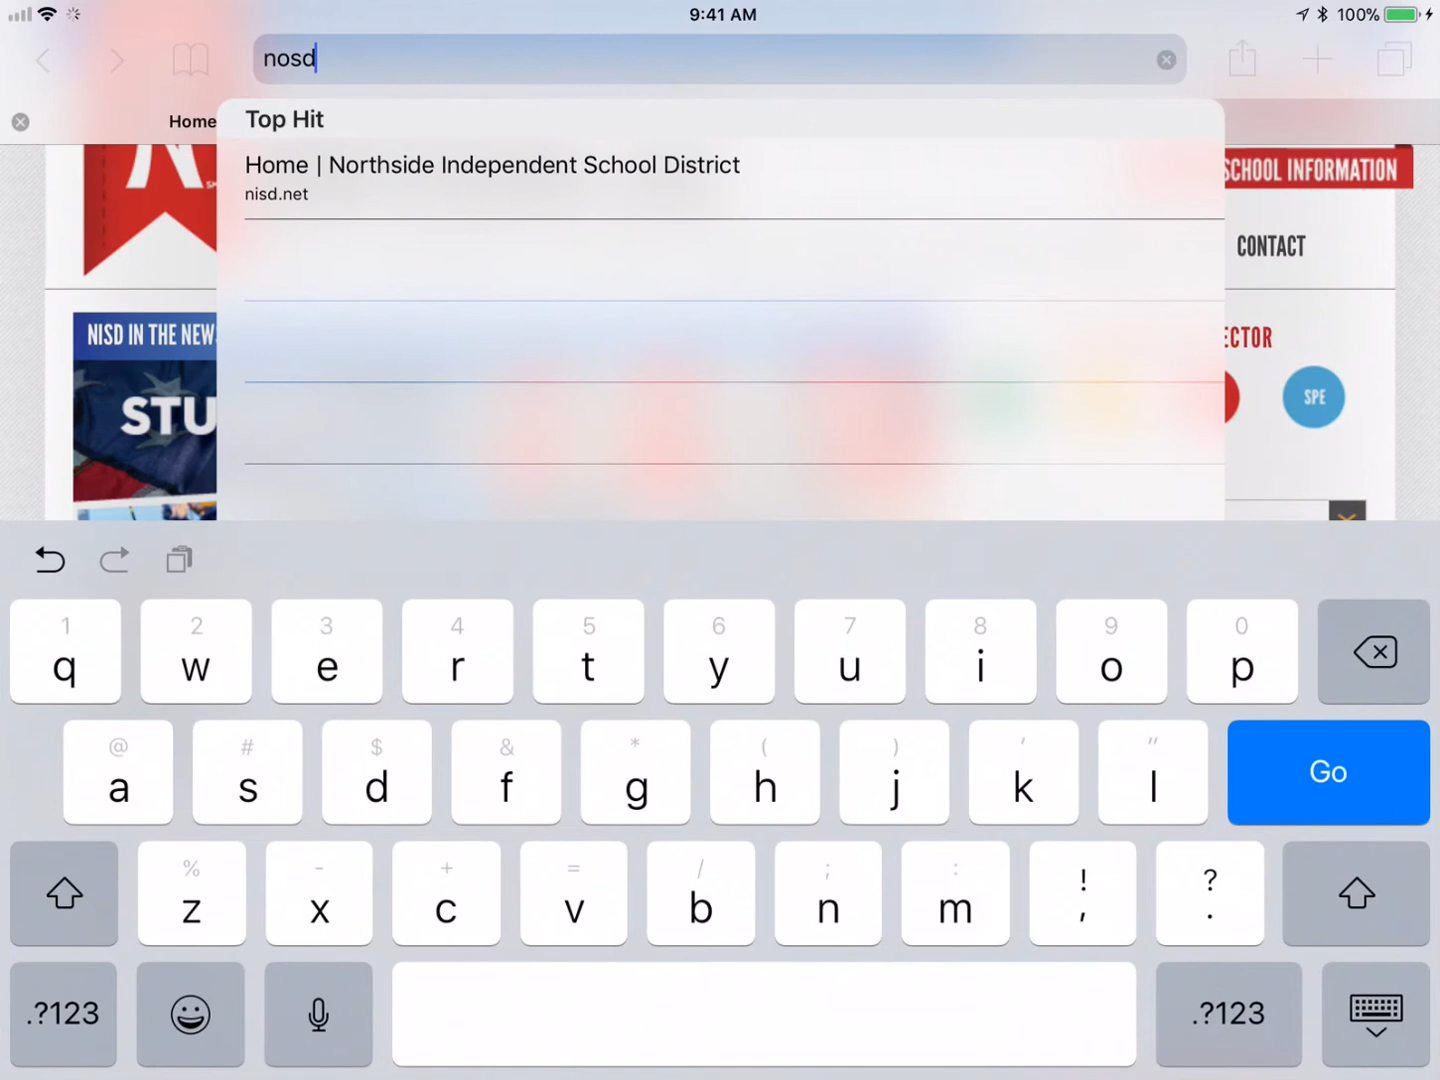 9:41 AM
100%
nosd
Home
Top Hit
Home | Northside Independent School District
nisd.net
SCHOOL INFORMATION
CONTACT
NISD IN THE NEWS
ECTOR
STU
SPE
1 2 3 4 5 6 7 8 9 0
q w e r t y u i o p
@ # $ & * ( ) ' "
a s d f g h j k l Go
% - + = / ; : ! ?
z x c v b n m , .
.?123 .?123